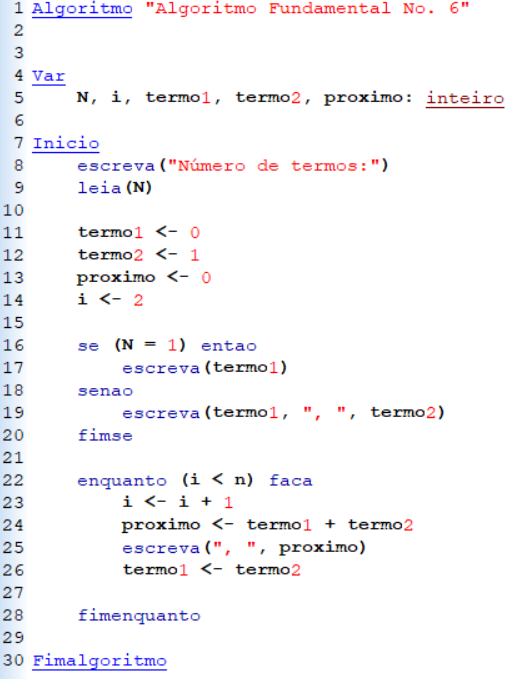 1 Algoritmo "Algoritmo Fundamental No. 6"
2
3
4 Var
5     N, i, termo1, termo2, proximo: inteiro
6
7 Inicio
8     escreva("Número de termos:")
9     leia(N)
10
11     termo1 <- 0
12     termo2 <- 1
13     proximo <- 0
14     i <- 2
15
16     se (N = 1) entao
17         escreva(termo1)
18     senao
19         escreva(termo1, ", ", termo2)
20     fimse
21
22     enquanto (i < n) faca
23         i <- i + 1
24         proximo <- termo1 + termo2
25         escreva(", ", proximo)
26         termo1 <- termo2
27
28     fimenquanto
29
30 Fimalgoritmo